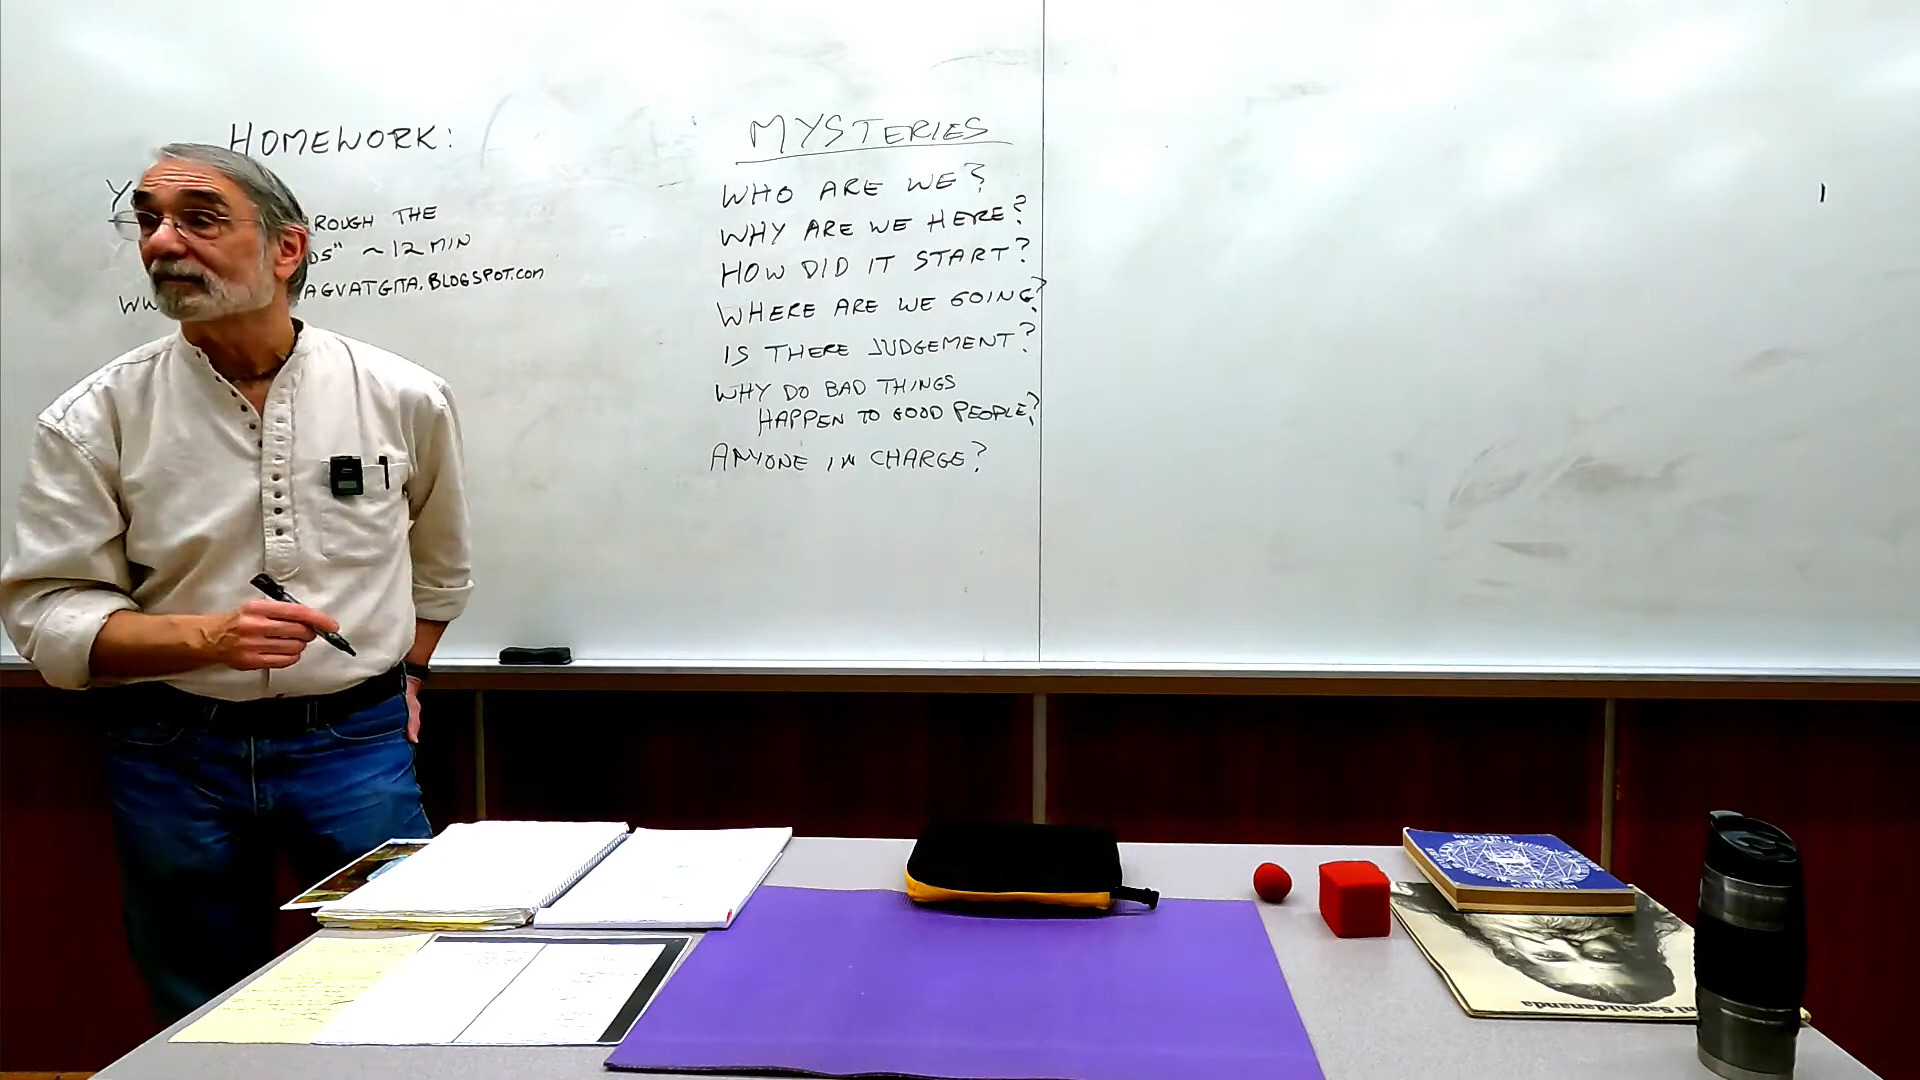 HOMEWORK:
ROUGH THE
DS" ~12 MIN
AGVATGITA.BLOGSPOT.COM
MYSTERIES
WHO ARE WE?
WHY ARE WE HERE?
HOW DID IT START?
WHERE ARE WE GOING?
IS THERE JUDGEMENT?
WHY DO BAD THINGS
HAPPEN TO GOOD PEOPLE?
ANYONE IN CHARGE?
Satchidananda